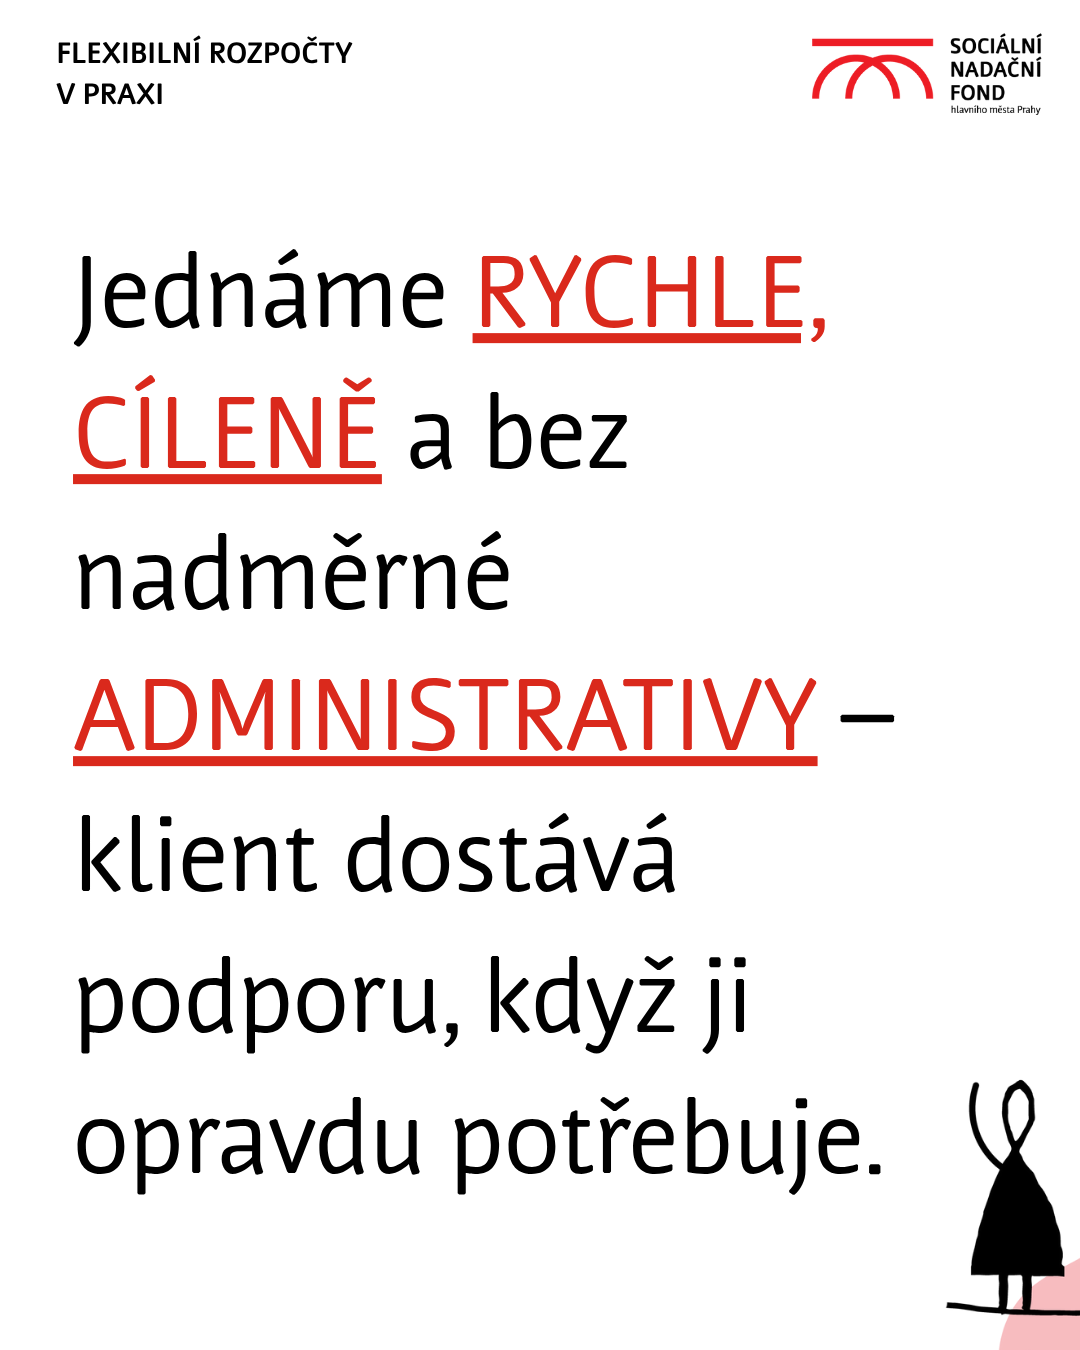 FLEXIBILNÍ ROZPOČTY
V PRAXI
SOCIÁLNÍ
NADAČNÍ
FOND
hlavního města Prahy
Jednáme RYCHLE,
CÍLENĚ a bez
nadměrné
ADMINISTRATIVY –
klient dostává
podporu, když ji
opravdu potřebuje.